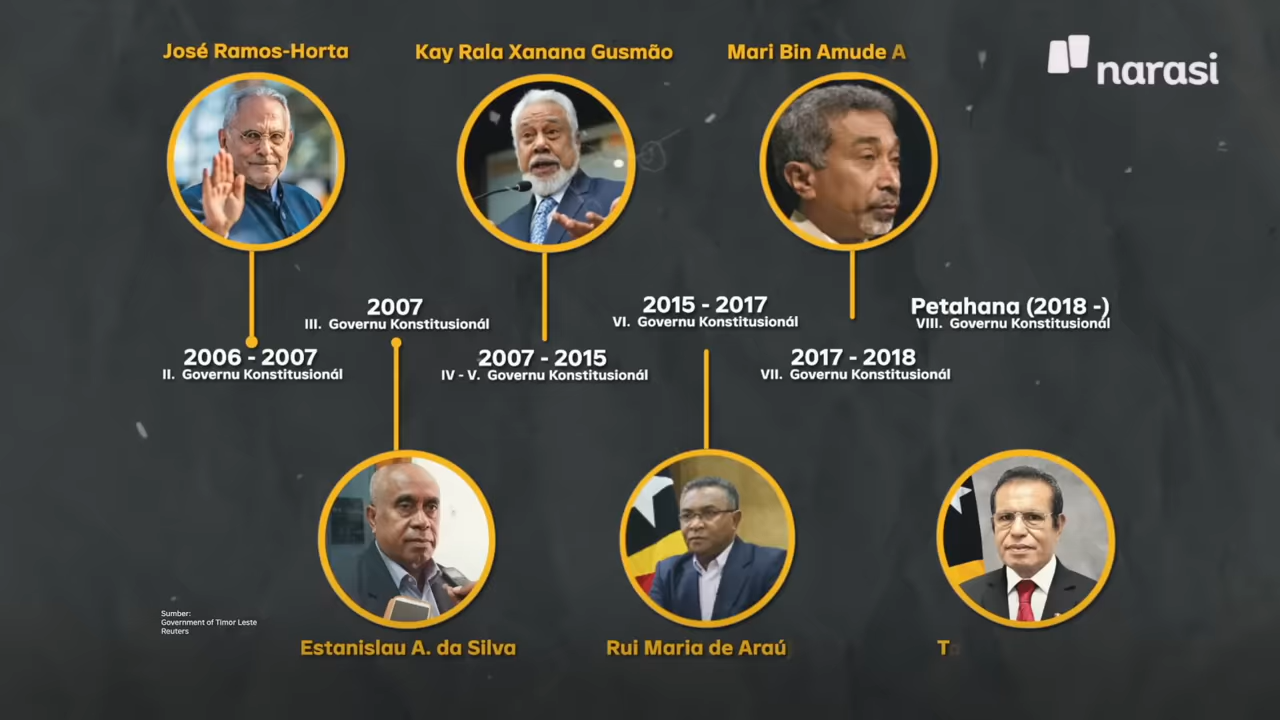 José Ramos-Horta
Kay Rala Xanana Gusmão
Mari Bin Amude A
narasi
2007
III. Governu Konstitusionál
2015 - 2017
VI. Governu Konstitusionál
Petahana (2018 -)
VIII. Governu Konstitusionál
2006 - 2007
II. Governu Konstitusionál
2007 - 2015
IV - V. Governu Konstitusionál
2017 - 2018
VII. Governu Konstitusionál
Sumber:
Government of Timor Leste
Reuters
Estanislau A. da Silva
Rui Maria de Araú
T